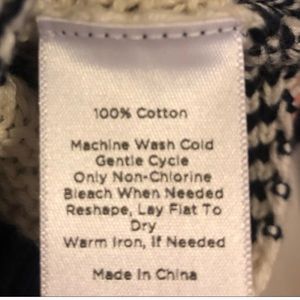 100% Cotton
Machine Wash Cold
Gentle Cycle
Only Non-Chlorine
Bleach When Needed
Reshape, Lay Flat To
Dry
Warm Iron, if Needed
Made In China